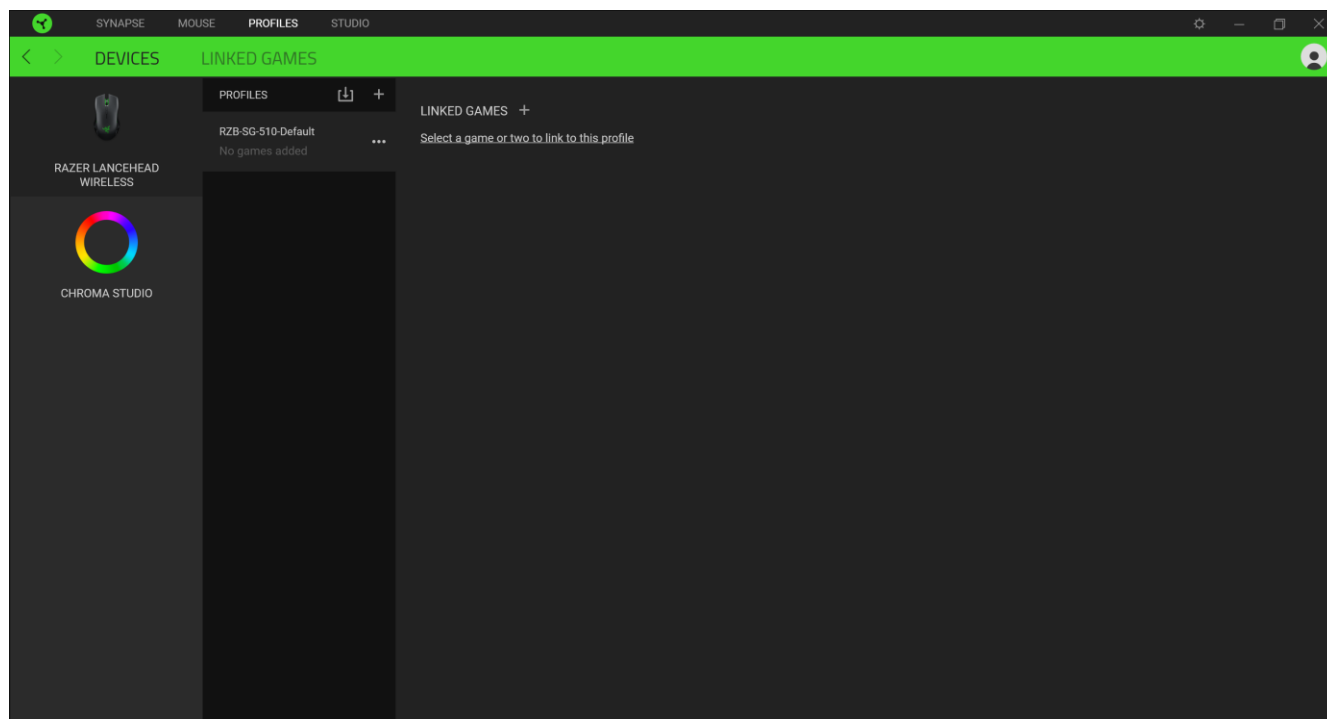 SYNAPSE MOUSE PROFILES STUDIO
DEVICES LINKED GAMES
RAZER LANCEHEAD
WIRELESS
CHROMA STUDIO
PROFILES
RZB-SG-510-Default
No games added
LINKED GAMES
Select a game or two to link to this profile